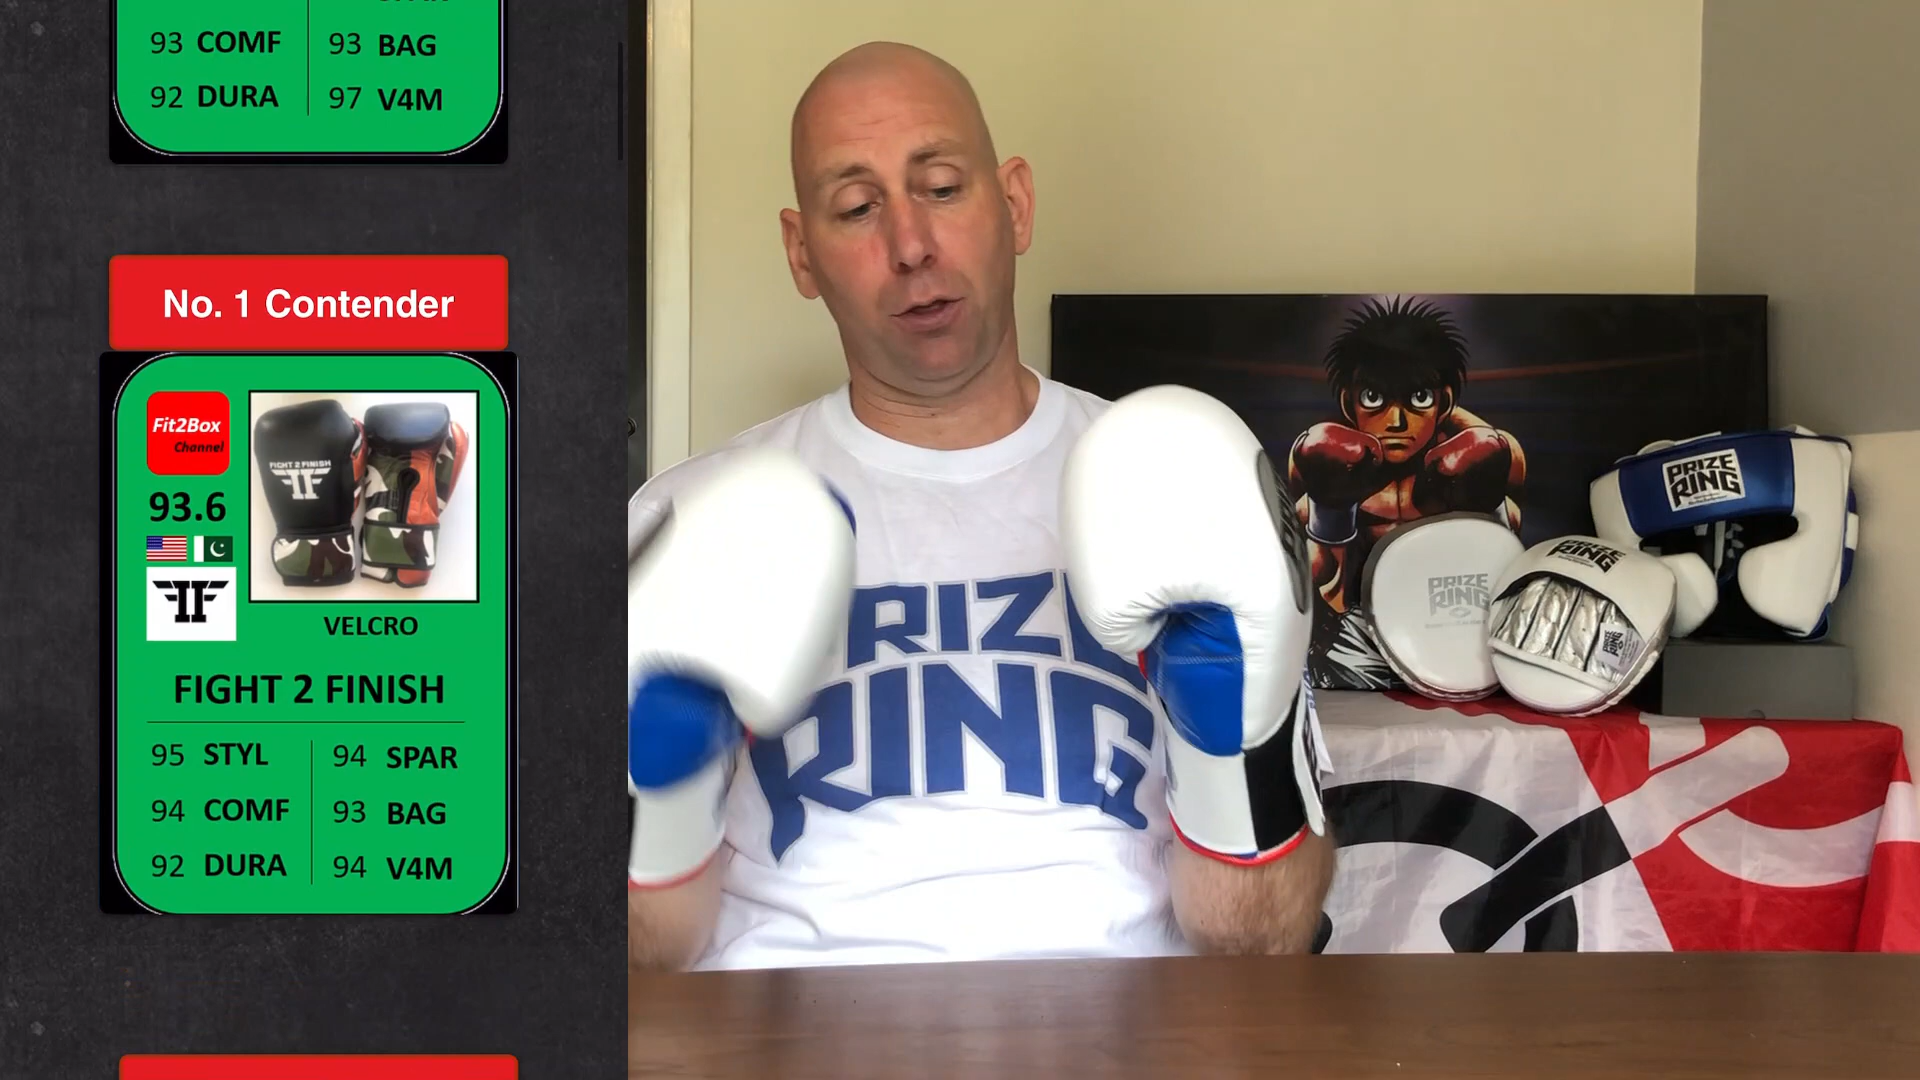 93 COMF
93 BAG
92 DURA
97 V4M
No. 1 Contender
Fit2Box
Channel
93.6
FIGHT 2 FINISH
VELCRO
FIGHT 2 FINISH
95 STYL
94 SPAR
94 COMF
93 BAG
92 DURA
94 V4M
RIZE
RING
PRIZE
RING
PRIZE
RING
PRIZE
RING